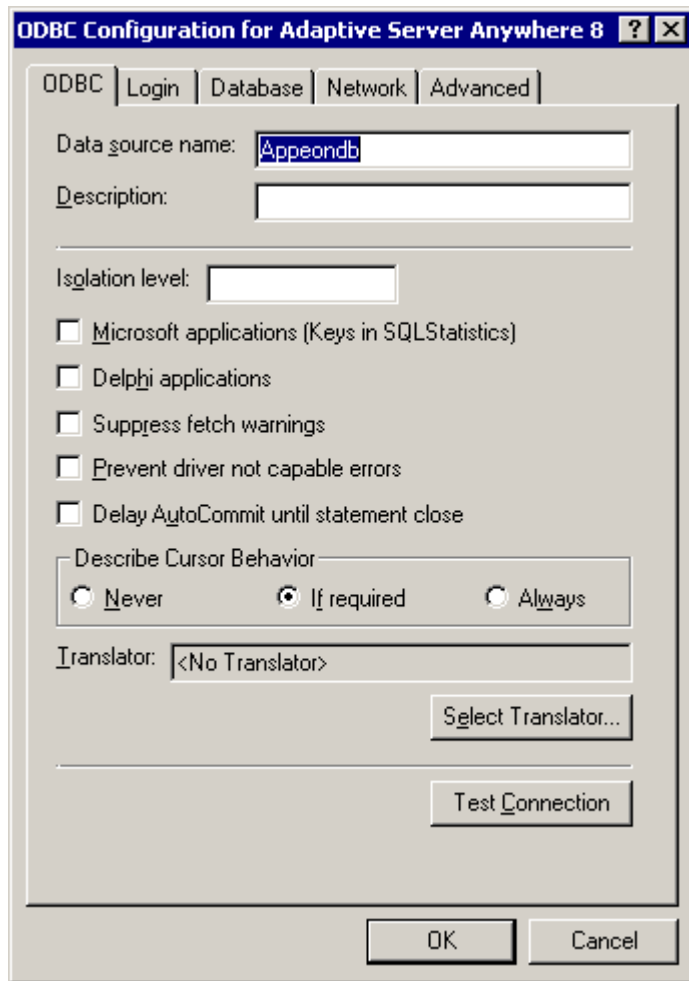 ODBC Configuration for Adaptive Server Anywhere 8 ? X
ODBC Login Database Network Advanced
Data source name: Appeondb
Description:
Isolation level:
Microsoft applications (Keys in SQLStatistics)
Delphi applications
Suppress fetch warnings
Prevent driver not capable errors
Delay AutoCommit until statement close
Describe Cursor Behavior
Never If required Always
Translator: <No Translator>
Select Translator...
Test Connection
OK Cancel